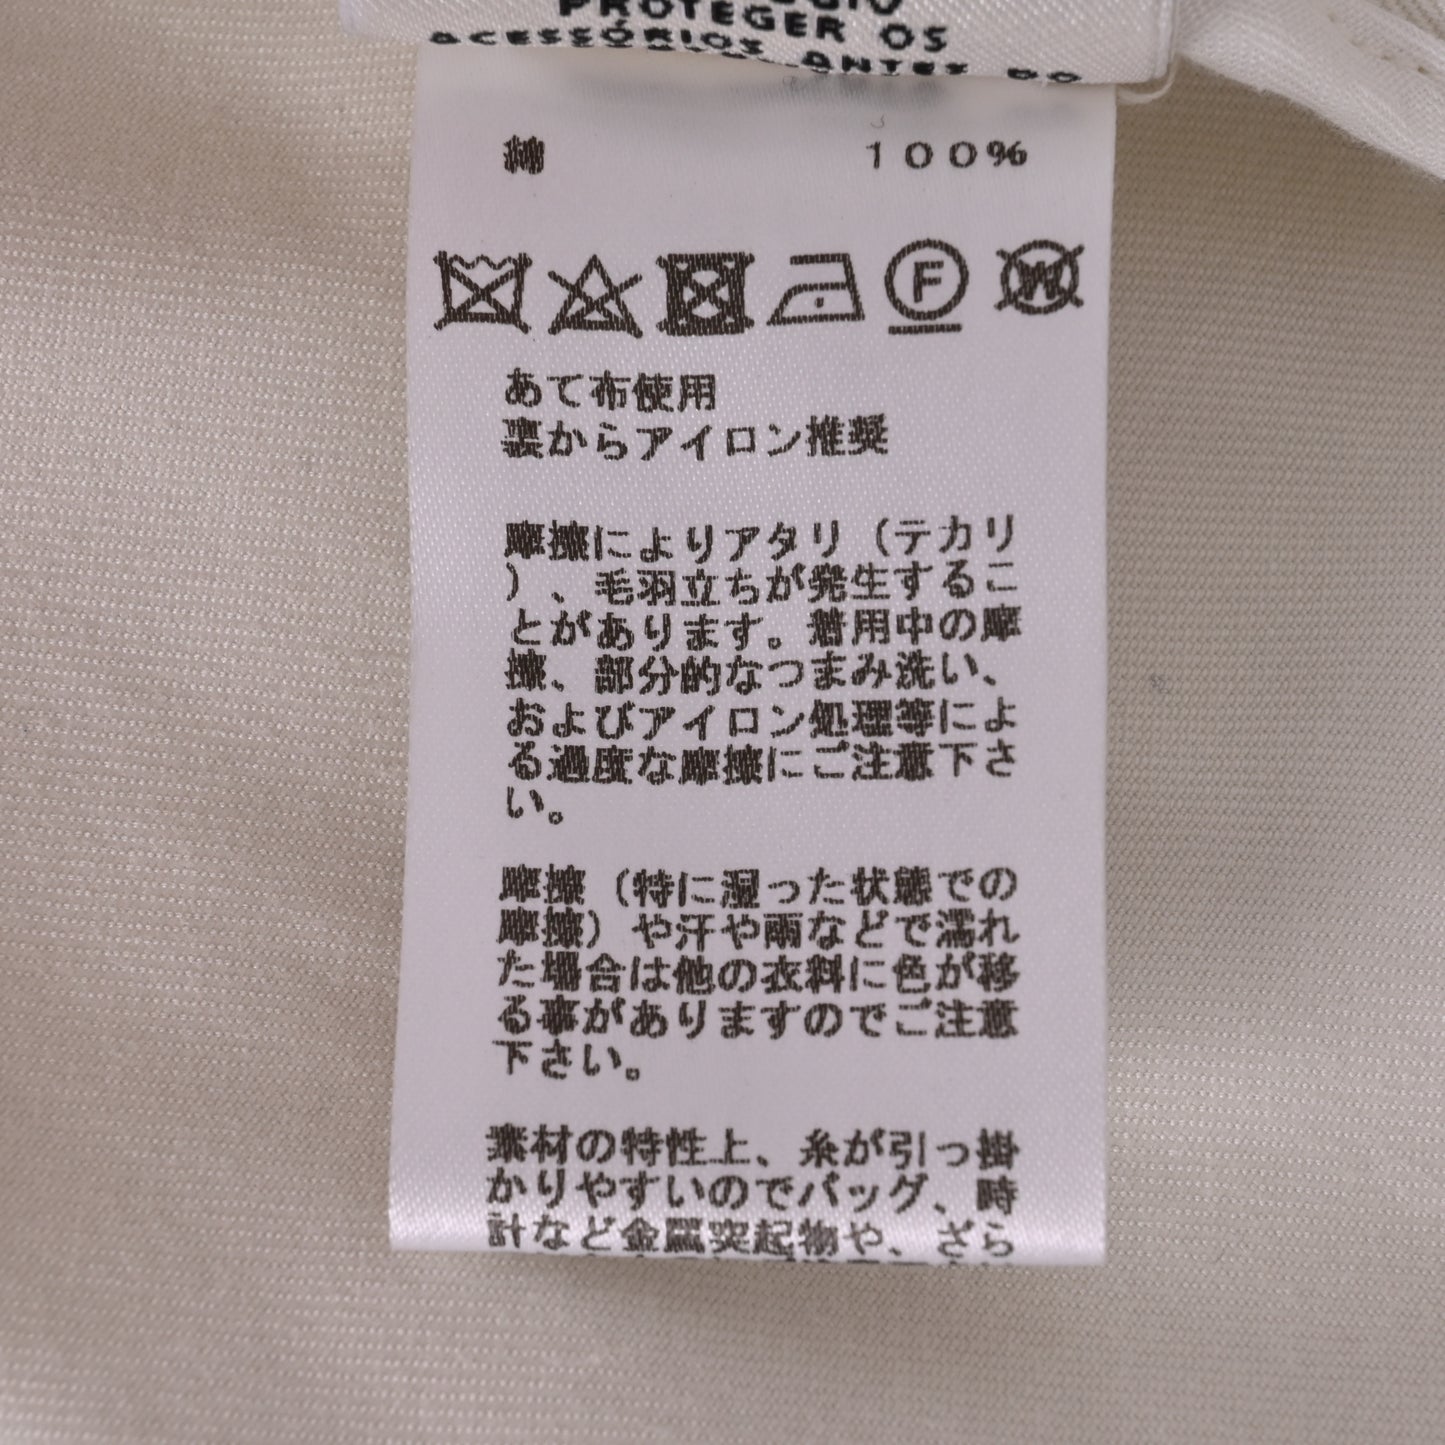 PROTEGER OS
ACESSÓRIOS ANTES DO
綿 100%
F
W
あて布使用
裏からアイロン推奨
摩擦によりアタリ（テカリ
）、毛羽立ちが発生するこ
とがあります。着用中の摩
擦、部分的なつまみ洗い、
およびアイロン処理等によ
る過度な摩擦にご注意下さ
い。
摩擦（特に湿った状態での
摩擦）や汗や雨などで濡れ
た場合は他の衣料に色が移
る事がありますのでご注意
下さい。
素材の特性上、糸が引っ掛
かりやすいのでバッグ、時
計など金属突起物や、ざら